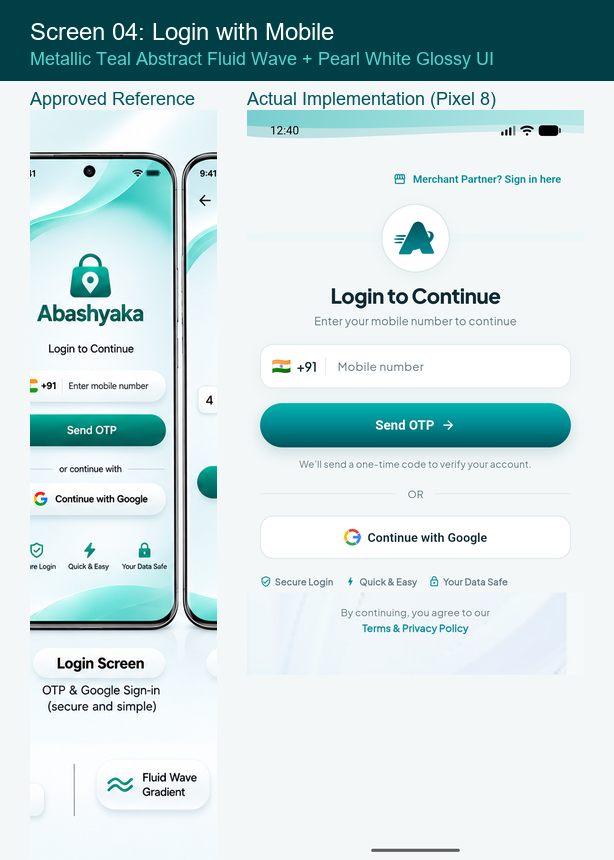 Screen 04: Login with Mobile
Metallic Teal Abstract Fluid Wave + Pearl White Glossy UI
Approved Reference
Actual Implementation (Pixel 8)
9:41
Abashyaka
Login to Continue
+91 Enter mobile number
Send OTP
or continue with
Continue with Google
Quick & Easy Your Data Safe
4
Login Screen
OTP & Google Sign-in
(secure and simple)
Fluid Wave
Gradient
12:40
Merchant Partner? Sign in here
Login to Continue
Enter your mobile number to continue
+91 Mobile number
Send OTP →
We'll send a one-time code to verify your account.
OR
Continue with Google
Secure Login Quick & Easy Your Data Safe
By continuing, you agree to our
Terms & Privacy Policy